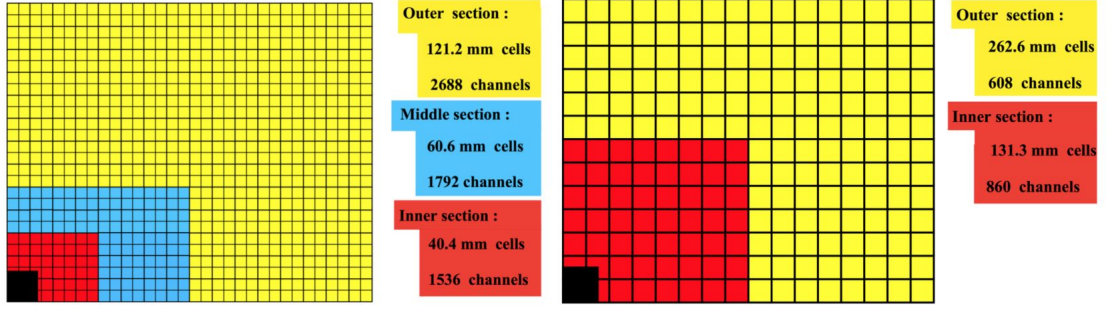 Outer section :
121.2 mm cells
2688 channels
Middle section :
60.6 mm cells
1792 channels
Inner section :
40.4 mm cells
1536 channels
Outer section :
262.6 mm cells
608 channels
Inner section :
131.3 mm cells
860 channels